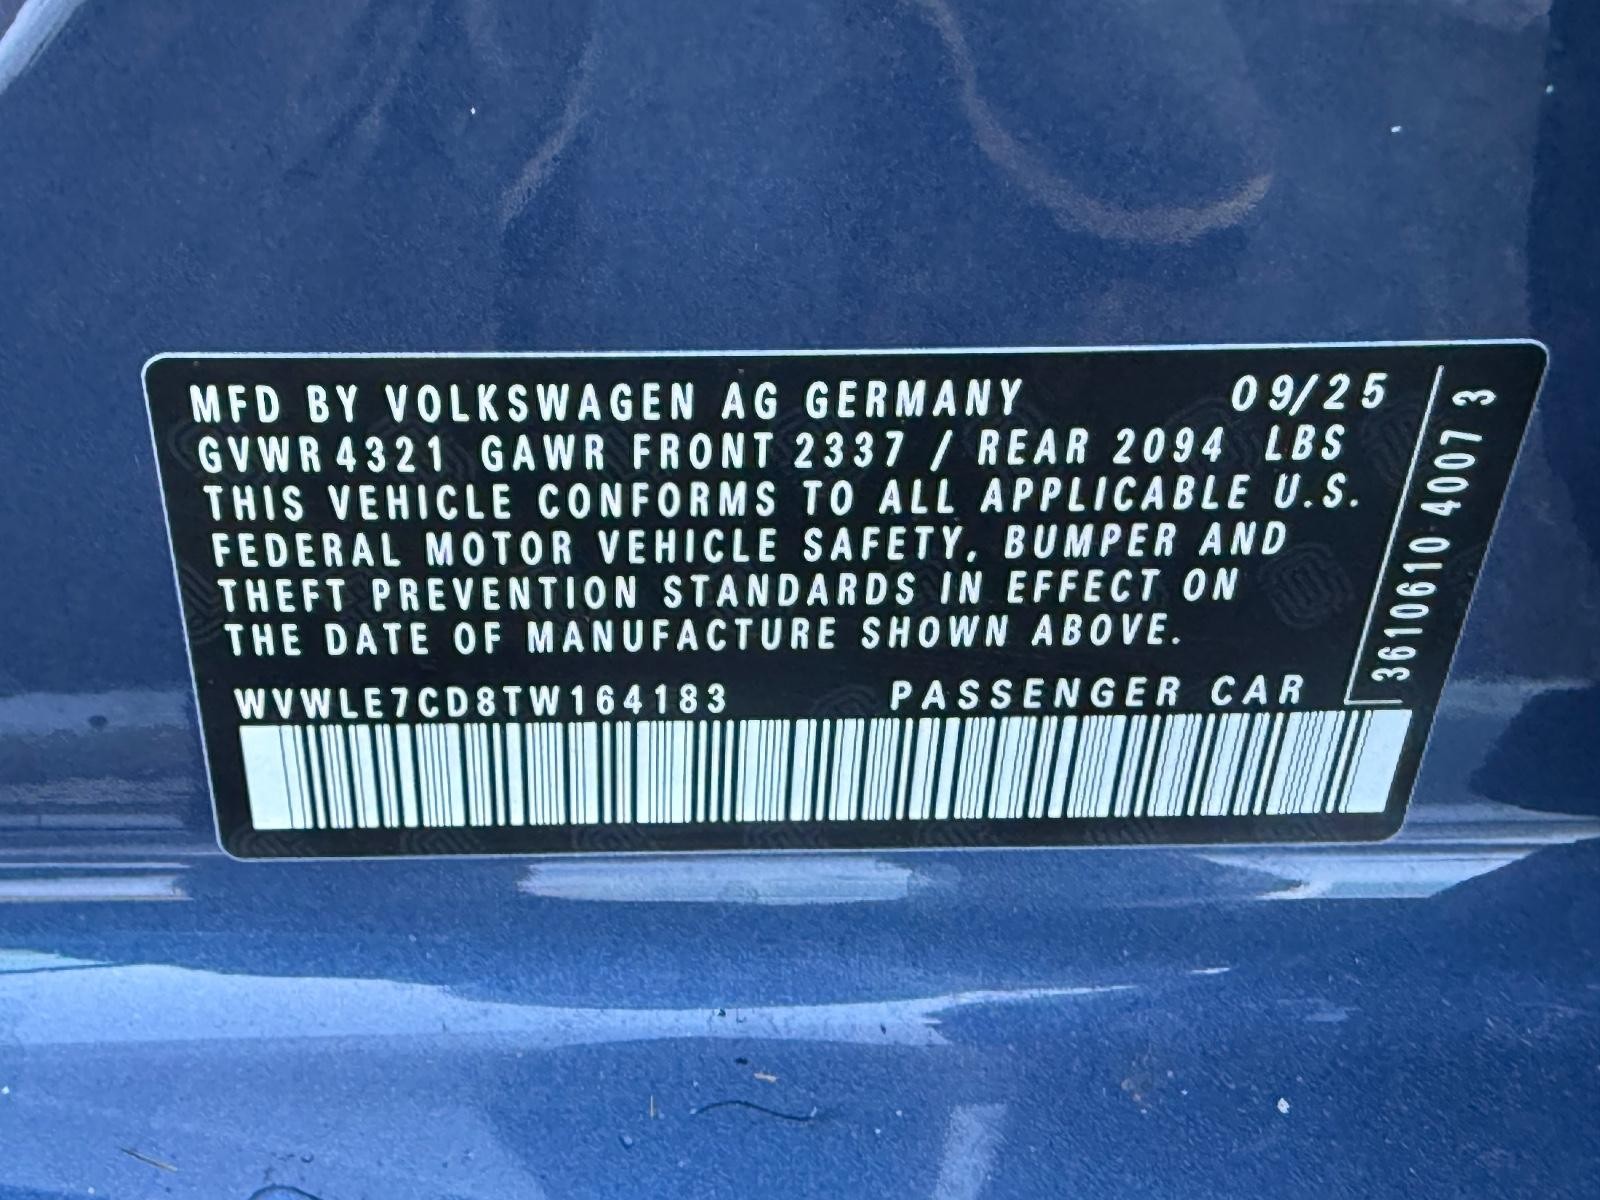 MFD BY VOLKSWAGEN AG GERMANY 09/25
GVWR 4321 GAWR FRONT 2337 / REAR 2094 LBS
THIS VEHICLE CONFORMS TO ALL APPLICABLE U.S.
FEDERAL MOTOR VEHICLE SAFETY, BUMPER AND
THEFT PREVENTION STANDARDS IN EFFECT ON
THE DATE OF MANUFACTURE SHOWN ABOVE.
WVWLE7CD8TW164183 PASSENGER CAR
3610610 4007 3